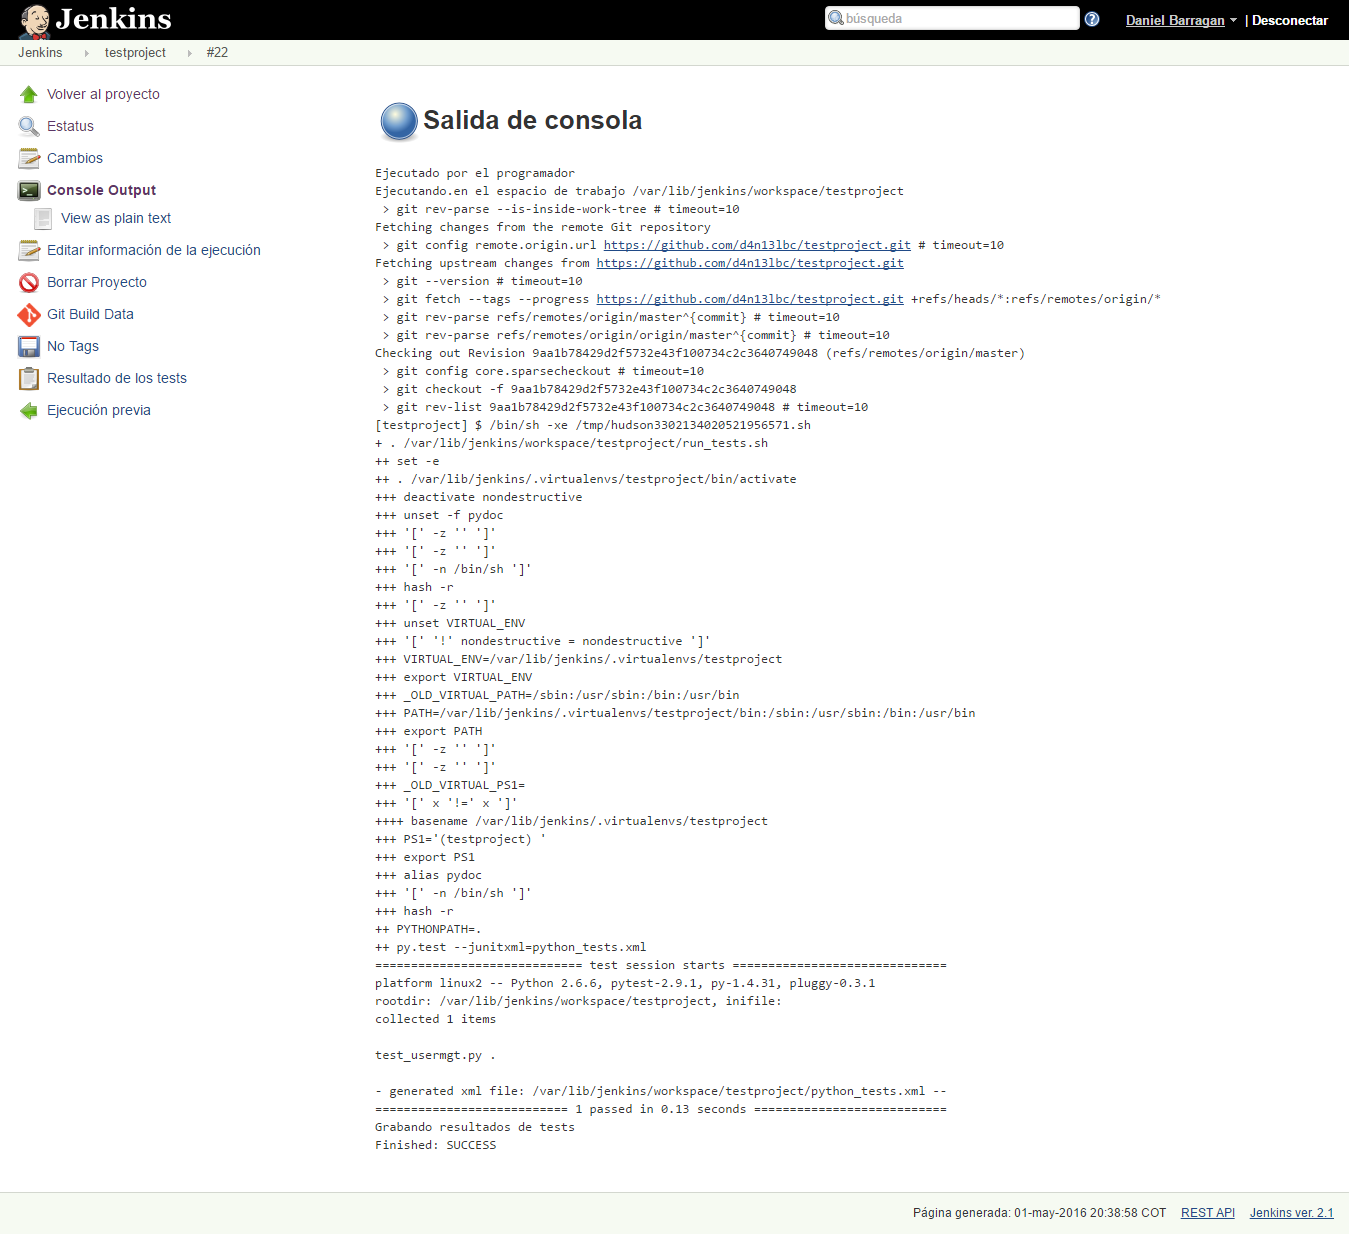 Jenkins
búsqueda
Daniel Barragan | Desconectar
Jenkins testproject #22
Volver al proyecto
Estatus
Cambios
Console Output
View as plain text
Editar información de la ejecución
Borrar Proyecto
Git Build Data
No Tags
Resultado de los tests
Ejecución previa
Salida de consola
Ejecutado por el programador
Ejecutando.en el espacio de trabajo /var/lib/jenkins/workspace/testproject
 > git rev-parse --is-inside-work-tree # timeout=10
Fetching changes from the remote Git repository
 > git config remote.origin.url https://github.com/d4n13lbc/testproject.git # timeout=10
Fetching upstream changes from https://github.com/d4n13lbc/testproject.git
 > git --version # timeout=10
 > git fetch --tags --progress https://github.com/d4n13lbc/testproject.git +refs/heads/*:refs/remotes/origin/*
 > git rev-parse refs/remotes/origin/master^{commit} # timeout=10
 > git rev-parse refs/remotes/origin/origin/master^{commit} # timeout=10
Checking out Revision 9aa1b78429d2f5732e43f100734c2c3640749048 (refs/remotes/origin/master)
 > git config core.sparsecheckout # timeout=10
 > git checkout -f 9aa1b78429d2f5732e43f100734c2c3640749048
 > git rev-list 9aa1b78429d2f5732e43f100734c2c3640749048 # timeout=10
[testproject] $ /bin/sh -xe /tmp/hudson3302134020521956571.sh
+ . /var/lib/jenkins/workspace/testproject/run_tests.sh
++ set -e
++ . /var/lib/jenkins/.virtualenvs/testproject/bin/activate
+++ deactivate nondestructive
+++ unset -f pydoc
+++ '[' -z '' ']'
+++ '[' -z '' ']'
+++ '[' -n /bin/sh ']'
+++ hash -r
+++ '[' -z '' ']'
+++ unset VIRTUAL_ENV
+++ '[' '!' nondestructive = nondestructive ']'
+++ VIRTUAL_ENV=/var/lib/jenkins/.virtualenvs/testproject
+++ export VIRTUAL_ENV
+++ _OLD_VIRTUAL_PATH=/sbin:/usr/sbin:/bin:/usr/bin
+++ PATH=/var/lib/jenkins/.virtualenvs/testproject/bin:/sbin:/usr/sbin:/bin:/usr/bin
+++ export PATH
+++ '[' -z '' ']'
+++ '[' -z '' ']'
+++ _OLD_VIRTUAL_PS1=
+++ '[' x '!=' x ']'
++++ basename /var/lib/jenkins/.virtualenvs/testproject
+++ PS1='(testproject) '
+++ export PS1
+++ alias pydoc
+++ '[' -n /bin/sh ']'
+++ hash -r
++ PYTHONPATH=.
++ py.test --junitxml=python_tests.xml
============================= test session starts ==============================
platform linux2 -- Python 2.6.6, pytest-2.9.1, py-1.4.31, pluggy-0.3.1
rootdir: /var/lib/jenkins/workspace/testproject, inifile:
collected 1 items
test_usermgt.py .
- generated xml file: /var/lib/jenkins/workspace/testproject/python_tests.xml --
=========================== 1 passed in 0.13 seconds ===========================
Grabando resultados de tests
Finished: SUCCESS
Página generada: 01-may-2016 20:38:58 COT REST API Jenkins ver. 2.1